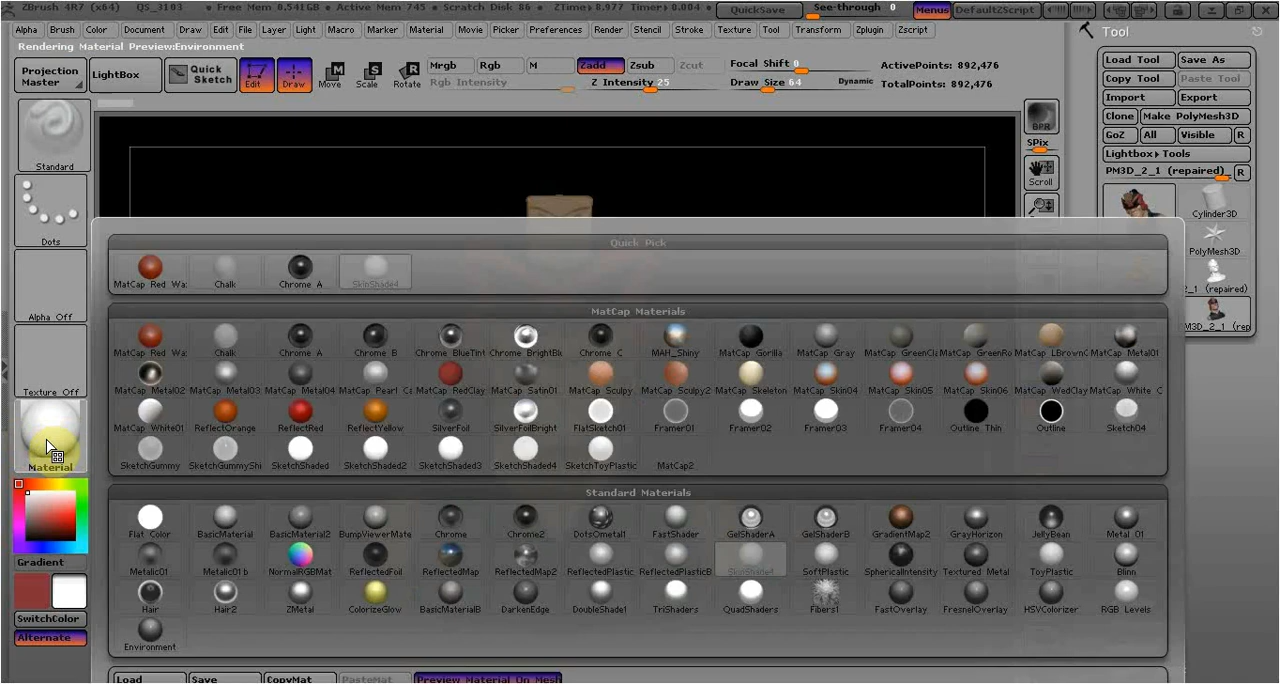 ZBrush 4R7 (x64) QS_3103 • Free Mem 8.541GB • Active Mem 745 • Scratch Disk 86 • ZTime▸8.977 Timer▸0.004 • QuickSave See-through 0 Menus DefaultZScript
Alpha Brush Color Document Draw Edit File Layer Light Macro Marker Material Movie Picker Preferences Render Stencil Stroke Texture Tool Transform Zplugin Zscript
Tool
Rendering Material Preview:Environment
Projection Master
LightBox
Quick Sketch
Edit
Draw
Move
Scale
Rotate
Mrgb Rgb M Zadd Zsub Zcut
Rgb Intensity
Z Intensity 25
Focal Shift 0
Draw Size 64
Dynamic
ActivePoints: 892,476
TotalPoints: 892,476
Load Tool Save As
Copy Tool Paste Tool
Import Export
Clone Make PolyMesh3D
GoZ All Visible R
Lightbox▸Tools
PM3D_2_1 (repaired)_ R
Cylinder3D
PolyMesh3D
2_1 (repaired)
M3D_2_1 (rep
BPR
SPix
Scroll
Standard
Dots
Alpha Off
Texture Off
Material
Gradient
SwitchColor
Alternate
Quick Pick
MatCap Red Wa: Chalk Chrome A SkinShade4
MatCap Materials
MatCap Red Wa: Chalk Chrome A Chrome B Chrome BlueTint Chrome BrightBl Chrome C MAH_Shiny MatCap Gorilla MatCap Gray MatCap GreenCla MatCap GreenRo MatCap LBrownC MatCap Metal01
MatCap Metal02 MatCap Metal03 MatCap Metal04 MatCap Pearl Ca MatCap RedClay MatCap Satin01 MatCap Sculpy MatCap Sculpy2 MatCap Skeleton MatCap Skin04 MatCap Skin05 MatCap Skin06 MatCap WedClay MatCap White C
MatCap White01 ReflectOrange ReflectRed ReflectYellow SilverFoil SilverFoilBright FlatSketch01 Framer01 Framer02 Framer03 Framer04 Outline Thin Outline Sketch04
SketchGummy SketchGummyShi SketchShaded SketchShaded2 SketchShaded3 SketchShaded4 SketchToyPlastic MatCap2
Standard Materials
Flat Color BasicMaterial BasicMaterial2 BumpViewerMate Chrome Chrome2 DotsOmetal1 FastShader GelShaderA GelShaderB GradientMap2 GrayHorizon JellyBean Metal 01
Metalic01 Metalic01 b NormalRGBMat ReflectedFoil ReflectedMap ReflectedMap2 ReflectedPlastic ReflectedPlasticB SkinShade4 SoftPlastic SphericalIntensity Textured Metal ToyPlastic Blinn
Hair Hair2 ZMetal ColorizeGlow BasicMaterialB DarkenEdge DoubleShade1 TriShaders QuadShaders Fibers1 FastOverlay FresnelOverlay HSVColorizer RGB Levels
Environment
Load Save CopyMat PasteMat Preview Material On Mesh